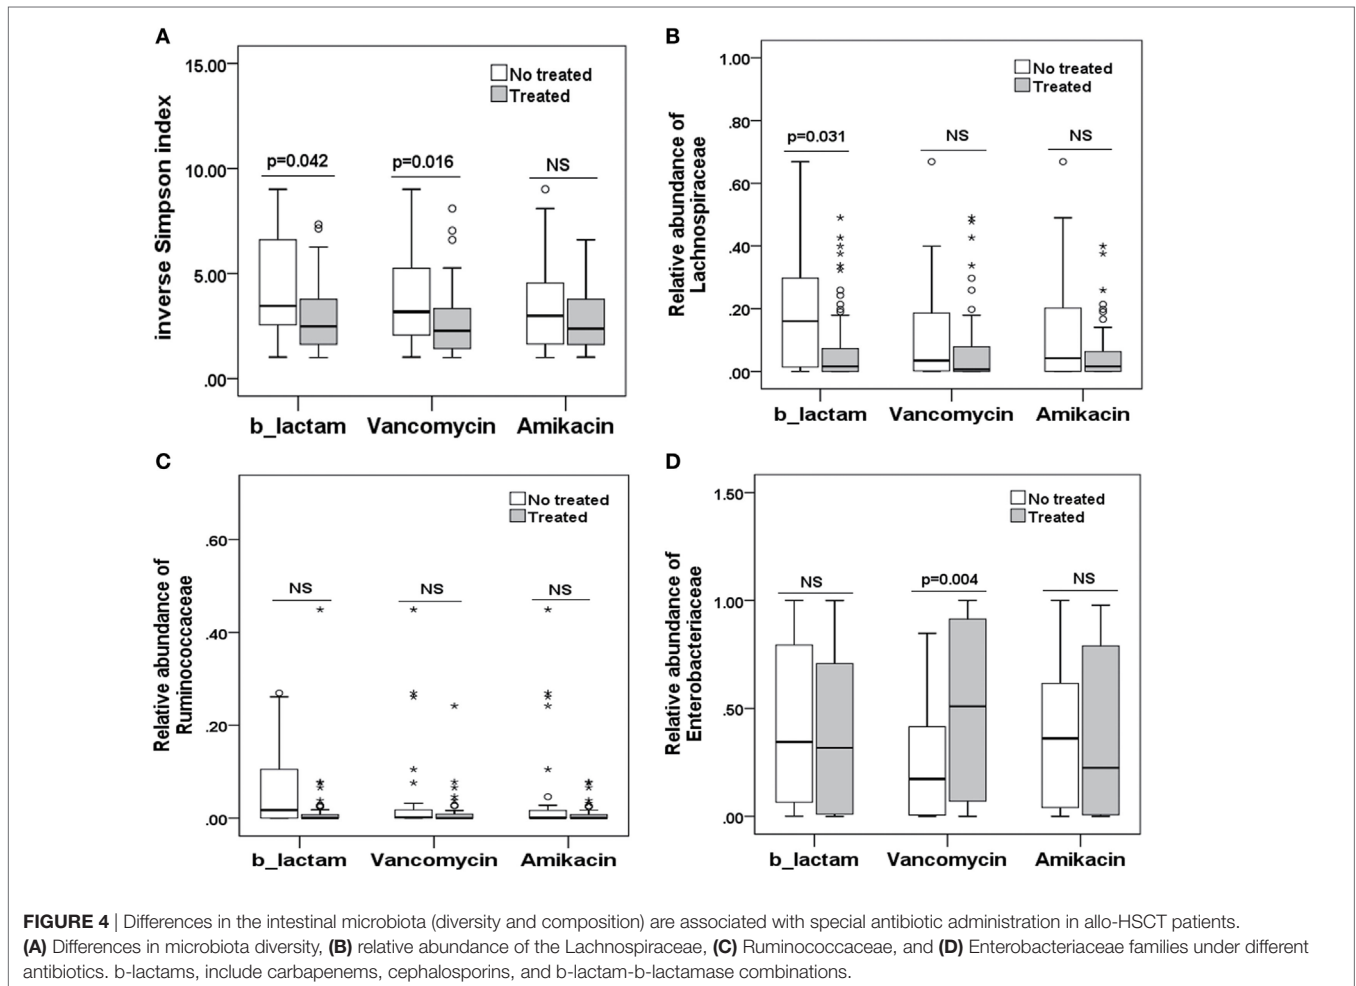 A
inverse Simpson index
15.00
10.00
5.00
.00
No treated
Treated
p=0.042
p=0.016
NS
b_lactam
Vancomycin
Amikacin
B
Relative abundance of
Lachnospiraceae
1.00
.80
.60
.40
.20
.00
No treated
Treated
p=0.031
NS
NS
b_lactam
Vancomycin
Amikacin
C
Relative abundance of
Ruminococcaceae
.60
.40
.20
.00
No treated
Treated
NS
NS
NS
b_lactam
Vancomycin
Amikacin
D
Relative abundance of
Enterobacteriaceae
1.50
1.00
.50
.00
No treated
Treated
NS
p=0.004
NS
b_lactam
Vancomycin
Amikacin
FIGURE 4 | Differences in the intestinal microbiota (diversity and composition) are associated with special antibiotic administration in allo-HSCT patients.
(A) Differences in microbiota diversity, (B) relative abundance of the Lachnospiraceae, (C) Ruminococcaceae, and (D) Enterobacteriaceae families under different
antibiotics. b-lactams, include carbapenems, cephalosporins, and b-lactam-b-lactamase combinations.